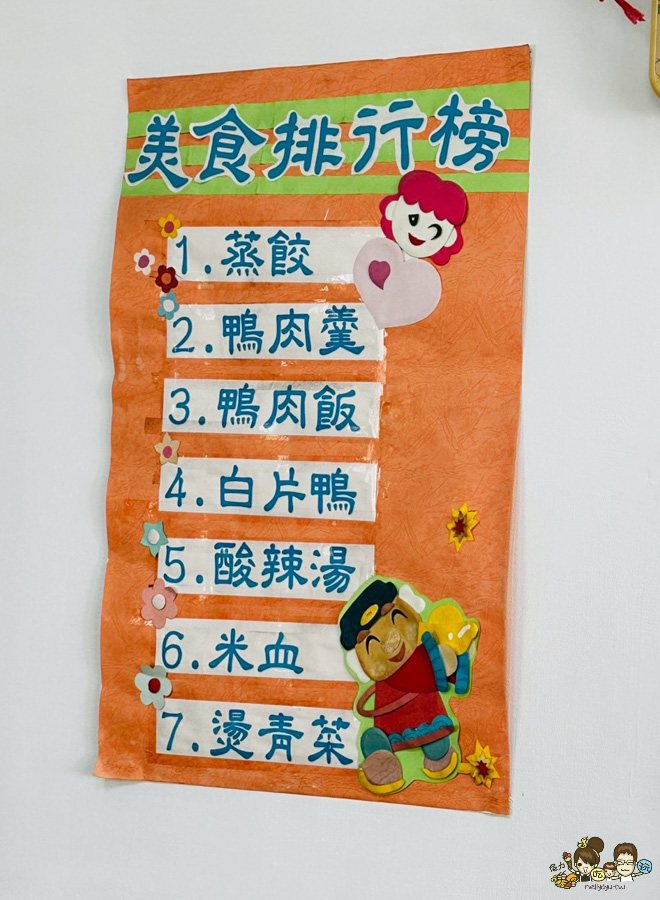 美食排行榜
1.蒸餃
2.鴨肉羹
3.鴨肉飯
4.白片鴨
5.酸辣湯
6.米血
7.燙青菜